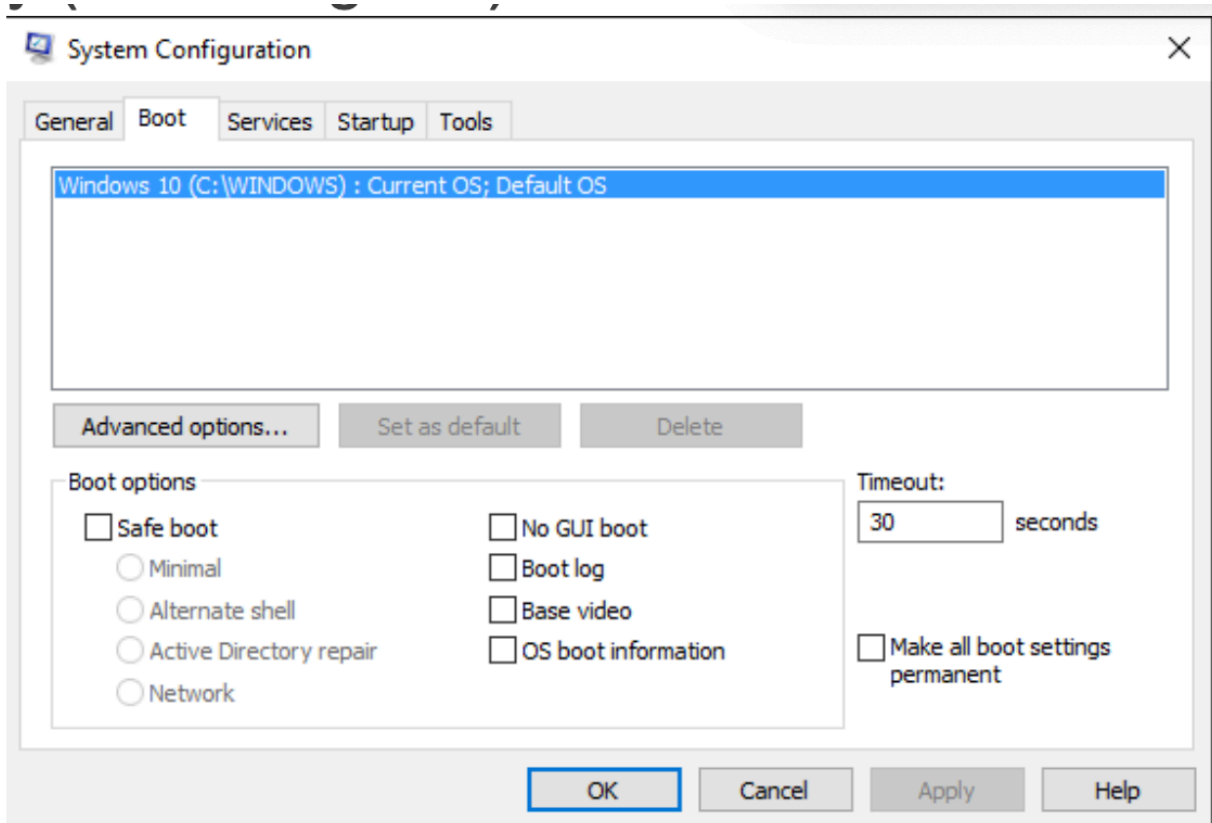 System Configuration
General Boot Services Startup Tools
Windows 10 (C:\WINDOWS) : Current OS; Default OS
Advanced options... Set as default Delete
Boot options
Timeout:
Safe boot
No GUI boot
30 seconds
Minimal
Boot log
Alternate shell
Base video
Active Directory repair
OS boot information
Make all boot settings
permanent
Network
OK Cancel Apply Help